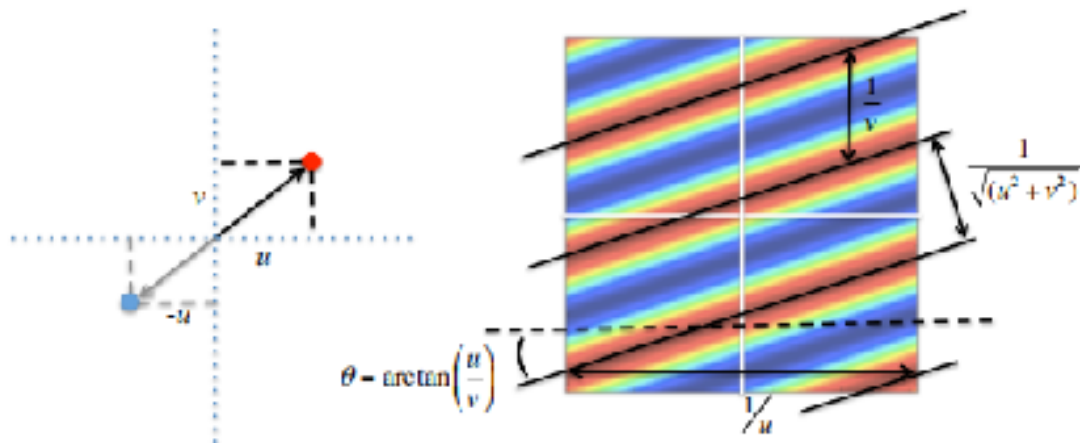 v
u
-u
1
v
1
√(u² + v²)
θ = arctan(u/v)
1/u